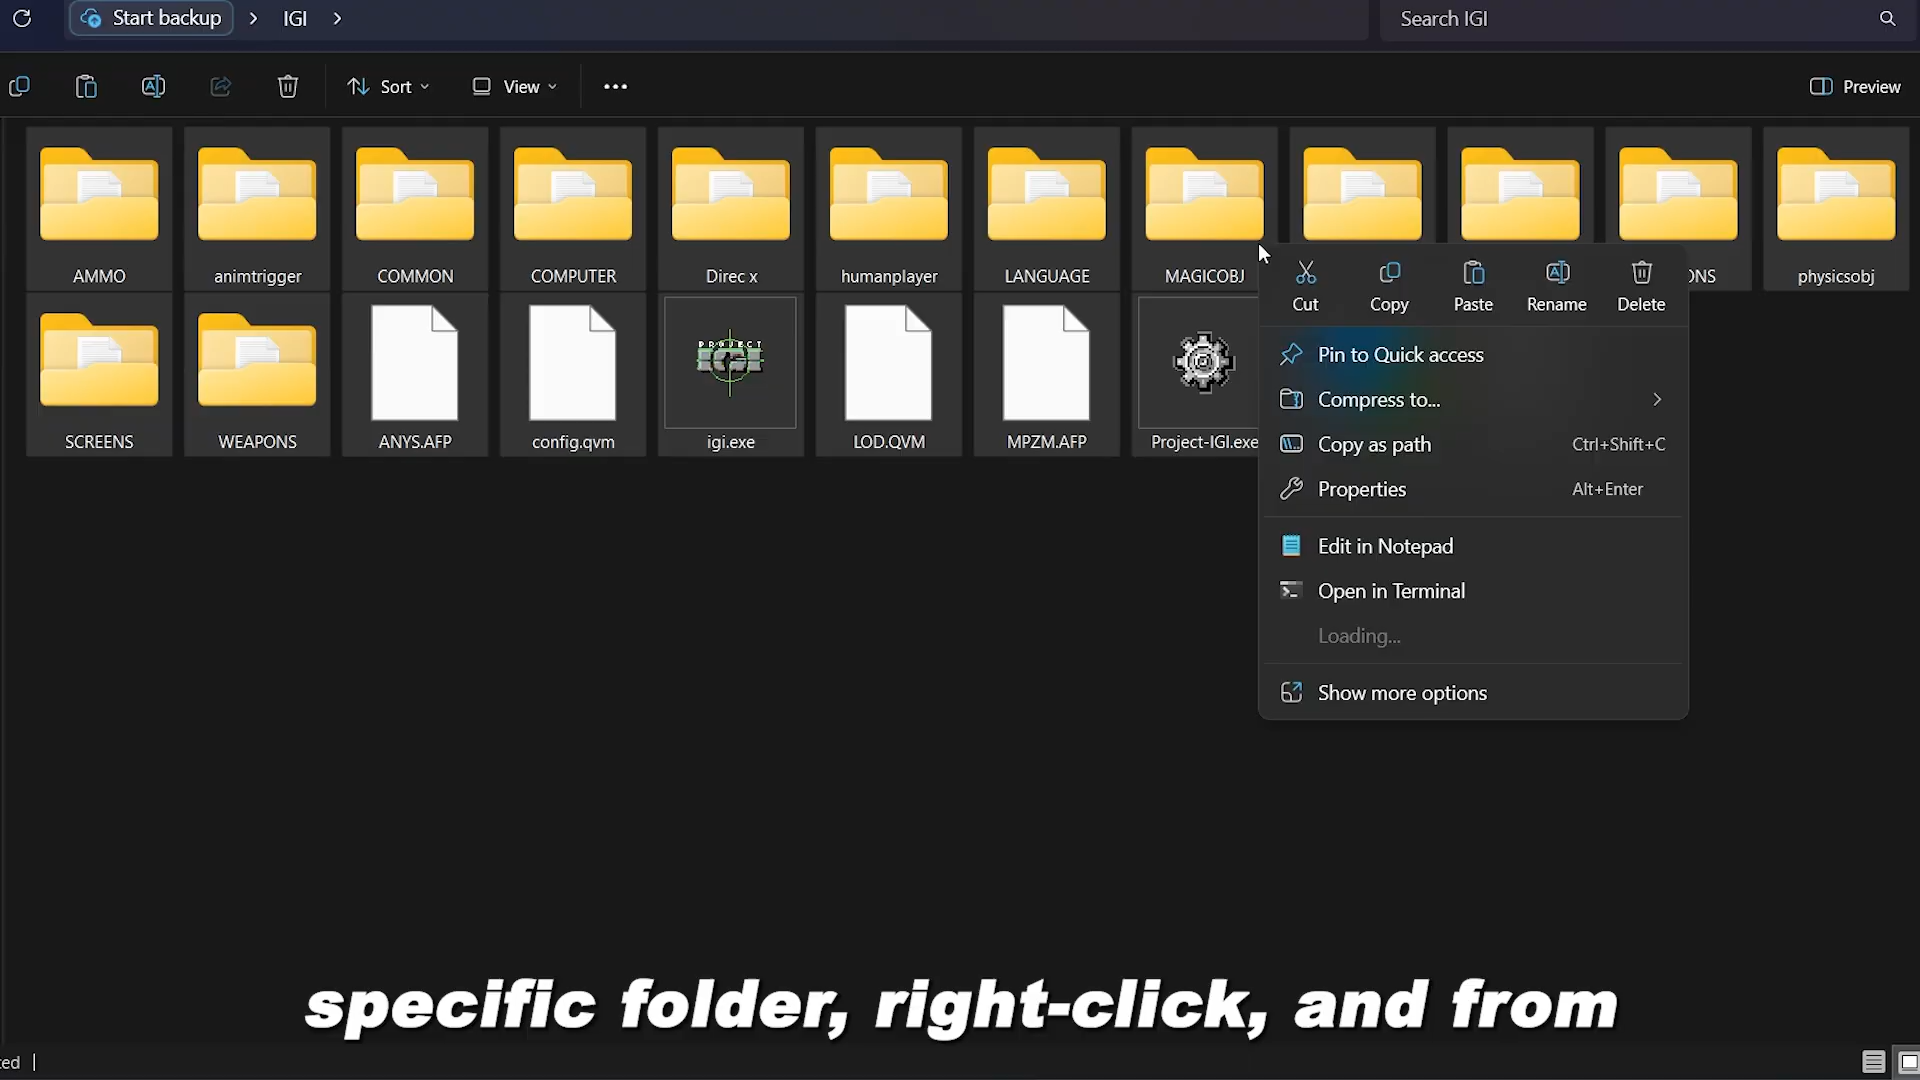 Start backup > IGI >
Search IGI
Sort
View
Preview
AMMO
animtrigger
COMMON
COMPUTER
Direc x
humanplayer
LANGUAGE
MAGICOBJ
ONS
physicsobj
Cut
Copy
Paste
Rename
Delete
SCREENS
WEAPONS
ANYS.AFP
config.qvm
PROJECT
IGI
igi.exe
LOD.QVM
MPZM.AFP
Project-IGI.exe
Pin to Quick access
Compress to...
Copy as path Ctrl+Shift+C
Properties Alt+Enter
Edit in Notepad
Open in Terminal
Loading...
Show more options
specific folder, right-click, and from